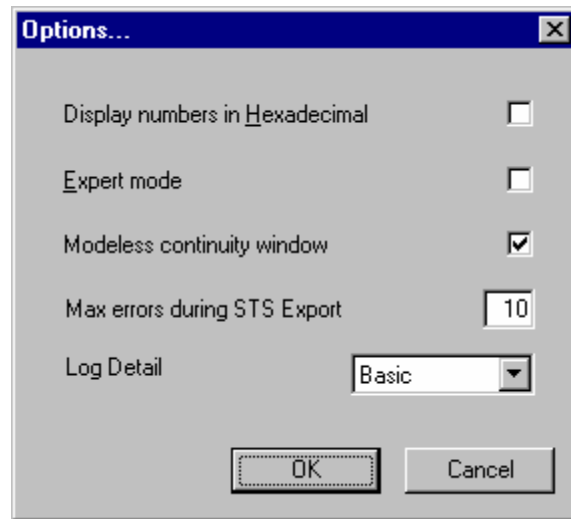 Options...
Display numbers in Hexadecimal
Expert mode
Modeless continuity window
Max errors during STS Export 10
Log Detail Basic
OK Cancel